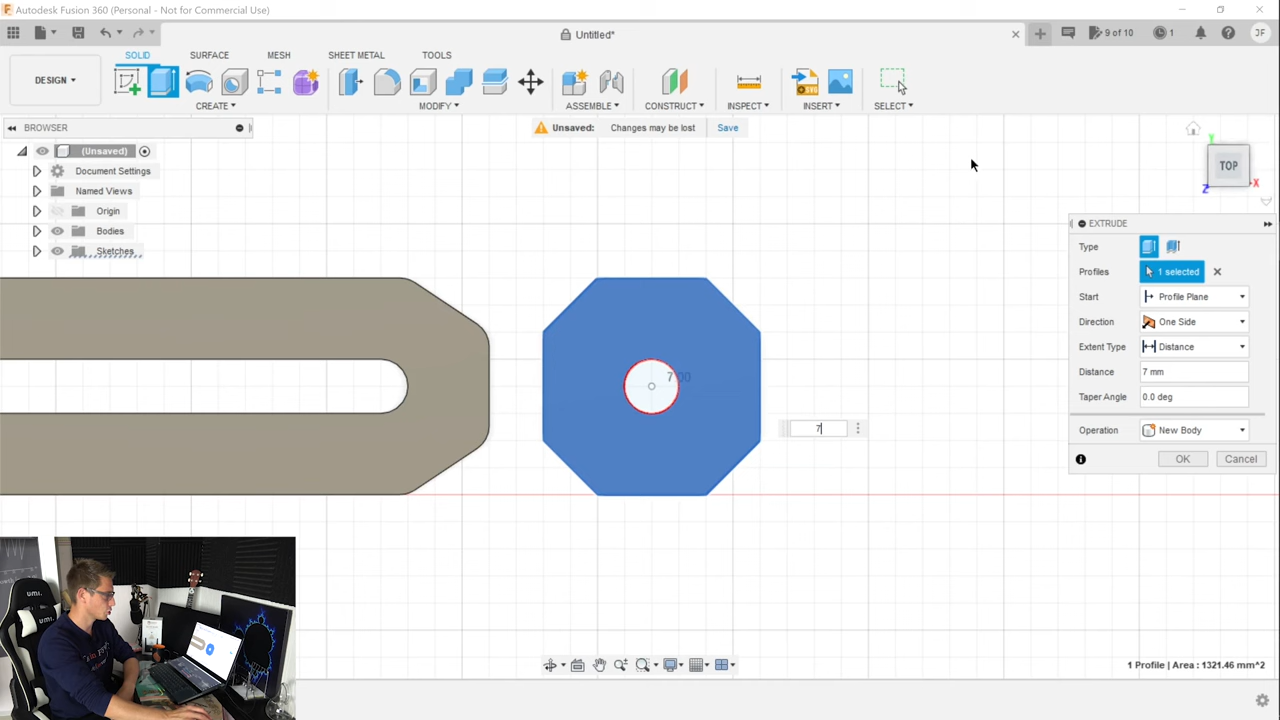 Autodesk Fusion 360 (Personal - Not for Commercial Use)
Untitled*
9 of 10
1
JF
DESIGN
SOLID SURFACE MESH SHEET METAL TOOLS
CREATE MODIFY ASSEMBLE CONSTRUCT INSPECT INSERT SELECT
BROWSER
Unsaved: Changes may be lost Save
(Unsaved)
Document Settings
Named Views
Origin
Bodies
Sketches
Y
TOP
Z
X
EXTRUDE
Type
Profiles 1 selected
Start Profile Plane
Direction One Side
Extent Type Distance
Distance 7 mm
Taper Angle 0.0 deg
Operation New Body
OK Cancel
7.00
7
umi.
umi.
1 Profile | Area : 1321.46 mm^2